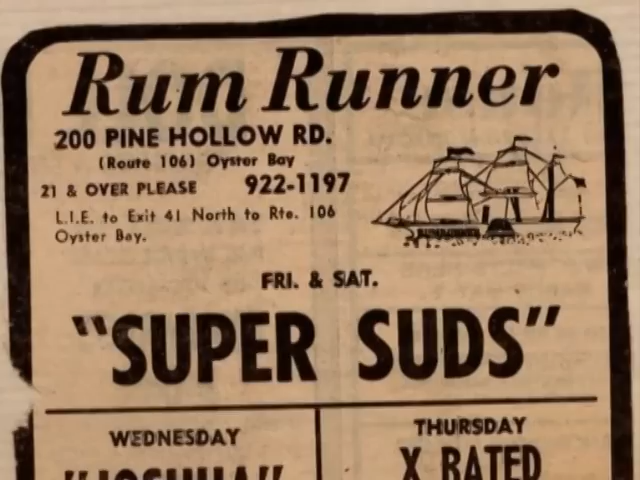 Rum Runner
200 PINE HOLLOW RD.
(Route 106) Oyster Bay
21 & OVER PLEASE 922-1197
L.I.E. to Exit 41 North to Rte. 106
Oyster Bay.
FRI. & SAT.
"SUPER SUDS"
WEDNESDAY
"JOSHUA"
THURSDAY
X RATED